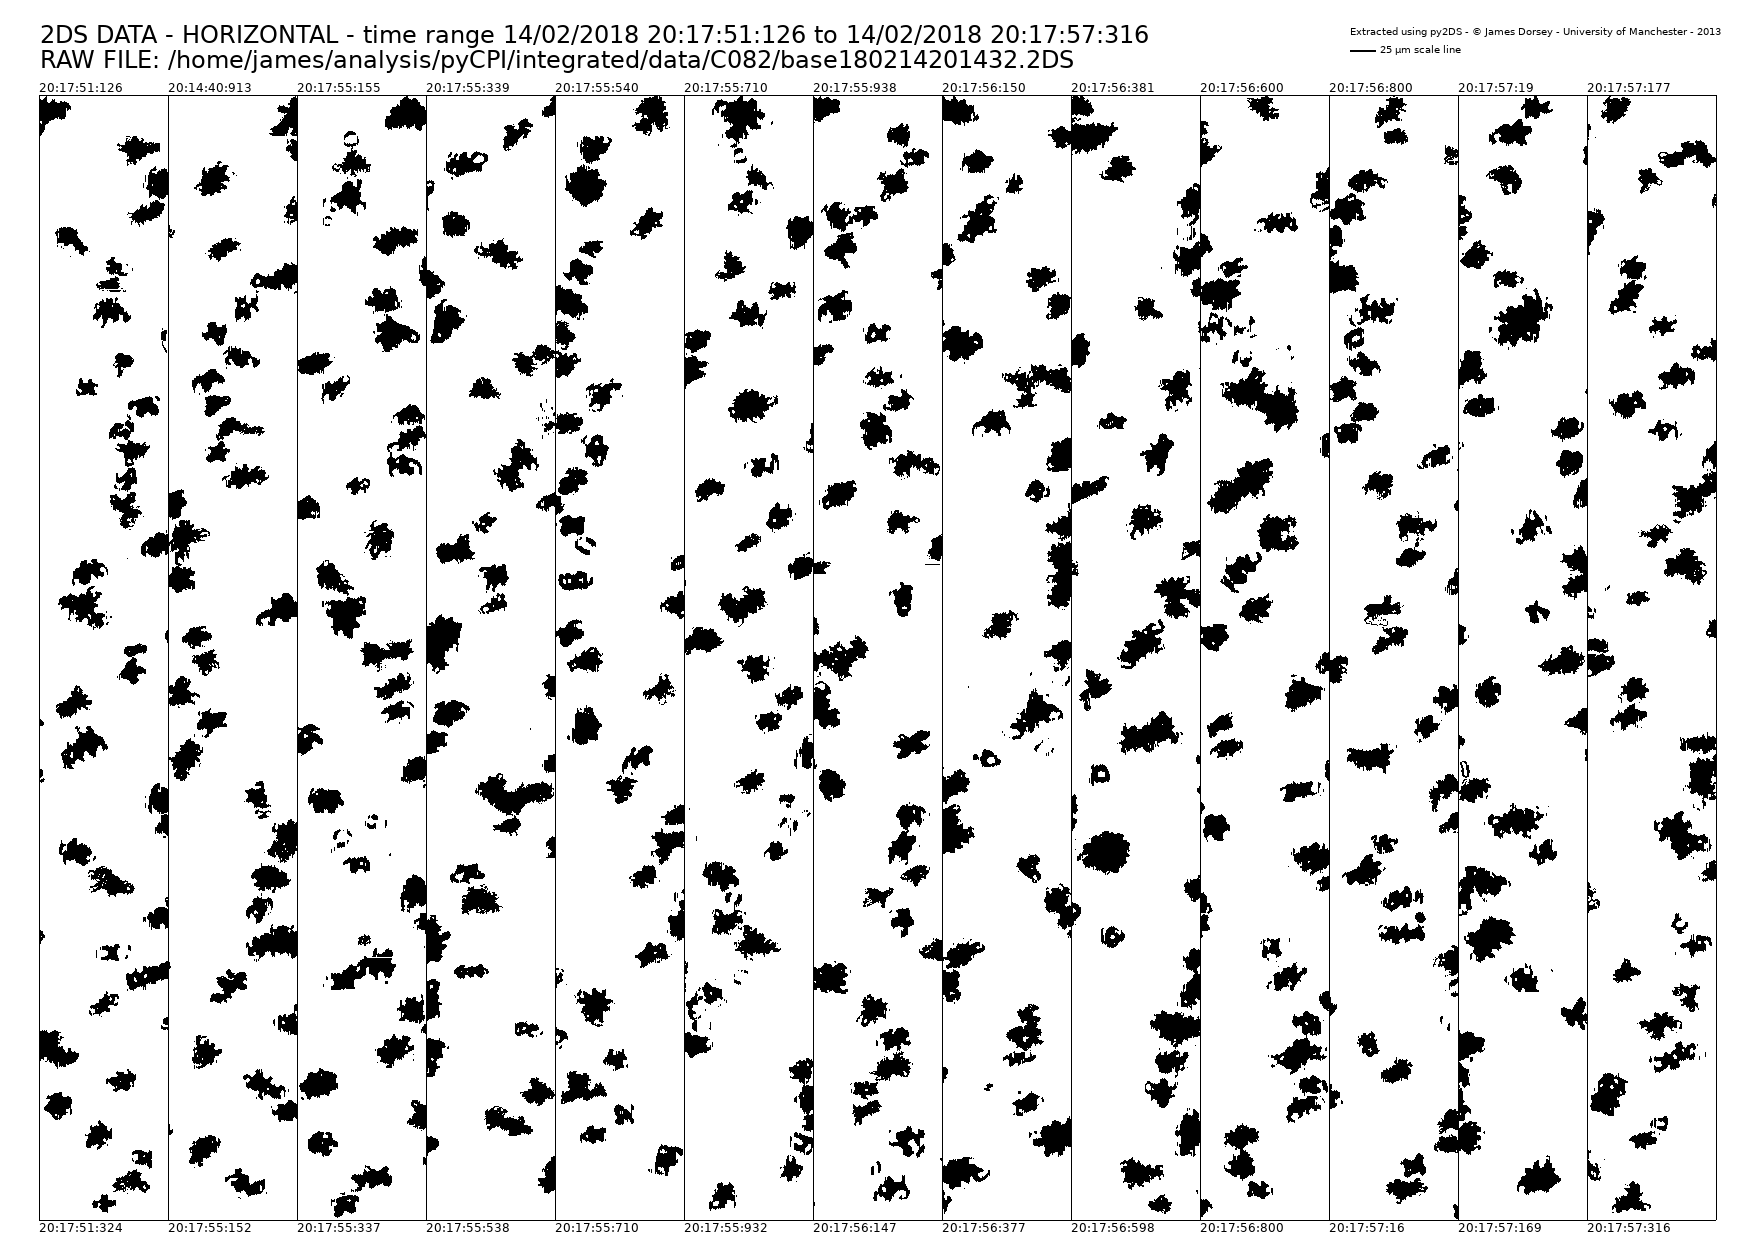 2DS DATA - HORIZONTAL - time range 14/02/2018 20:17:51:126 to 14/02/2018 20:17:57:316
RAW FILE: /home/james/analysis/pyCPI/integrated/data/C082/base180214201432.2DS
Extracted using py2DS - © James Dorsey - University of Manchester - 2013
25 µm scale line
20:17:51:126 20:14:40:913 20:17:55:155 20:17:55:339 20:17:55:540 20:17:55:710 20:17:55:938 20:17:56:150 20:17:56:381 20:17:56:600 20:17:56:800 20:17:57:19 20:17:57:177
20:17:51:324 20:17:55:152 20:17:55:337 20:17:55:538 20:17:55:710 20:17:55:932 20:17:56:147 20:17:56:377 20:17:56:598 20:17:56:800 20:17:57:16 20:17:57:169 20:17:57:316